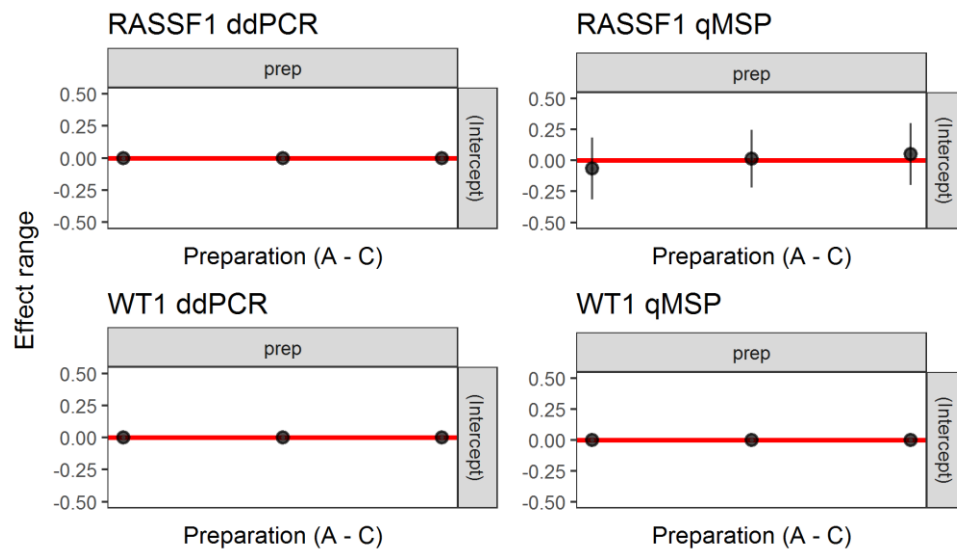 RASSF1 ddPCR
prep
0.50
0.25
0.00
-0.25
-0.50
(Intercept)
Preparation (A - C)
RASSF1 qMSP
prep
0.50
0.25
0.00
-0.25
-0.50
(Intercept)
Preparation (A - C)
Effect range
WT1 ddPCR
prep
0.50
0.25
0.00
-0.25
-0.50
(Intercept)
Preparation (A - C)
WT1 qMSP
prep
0.50
0.25
0.00
-0.25
-0.50
(Intercept)
Preparation (A - C)